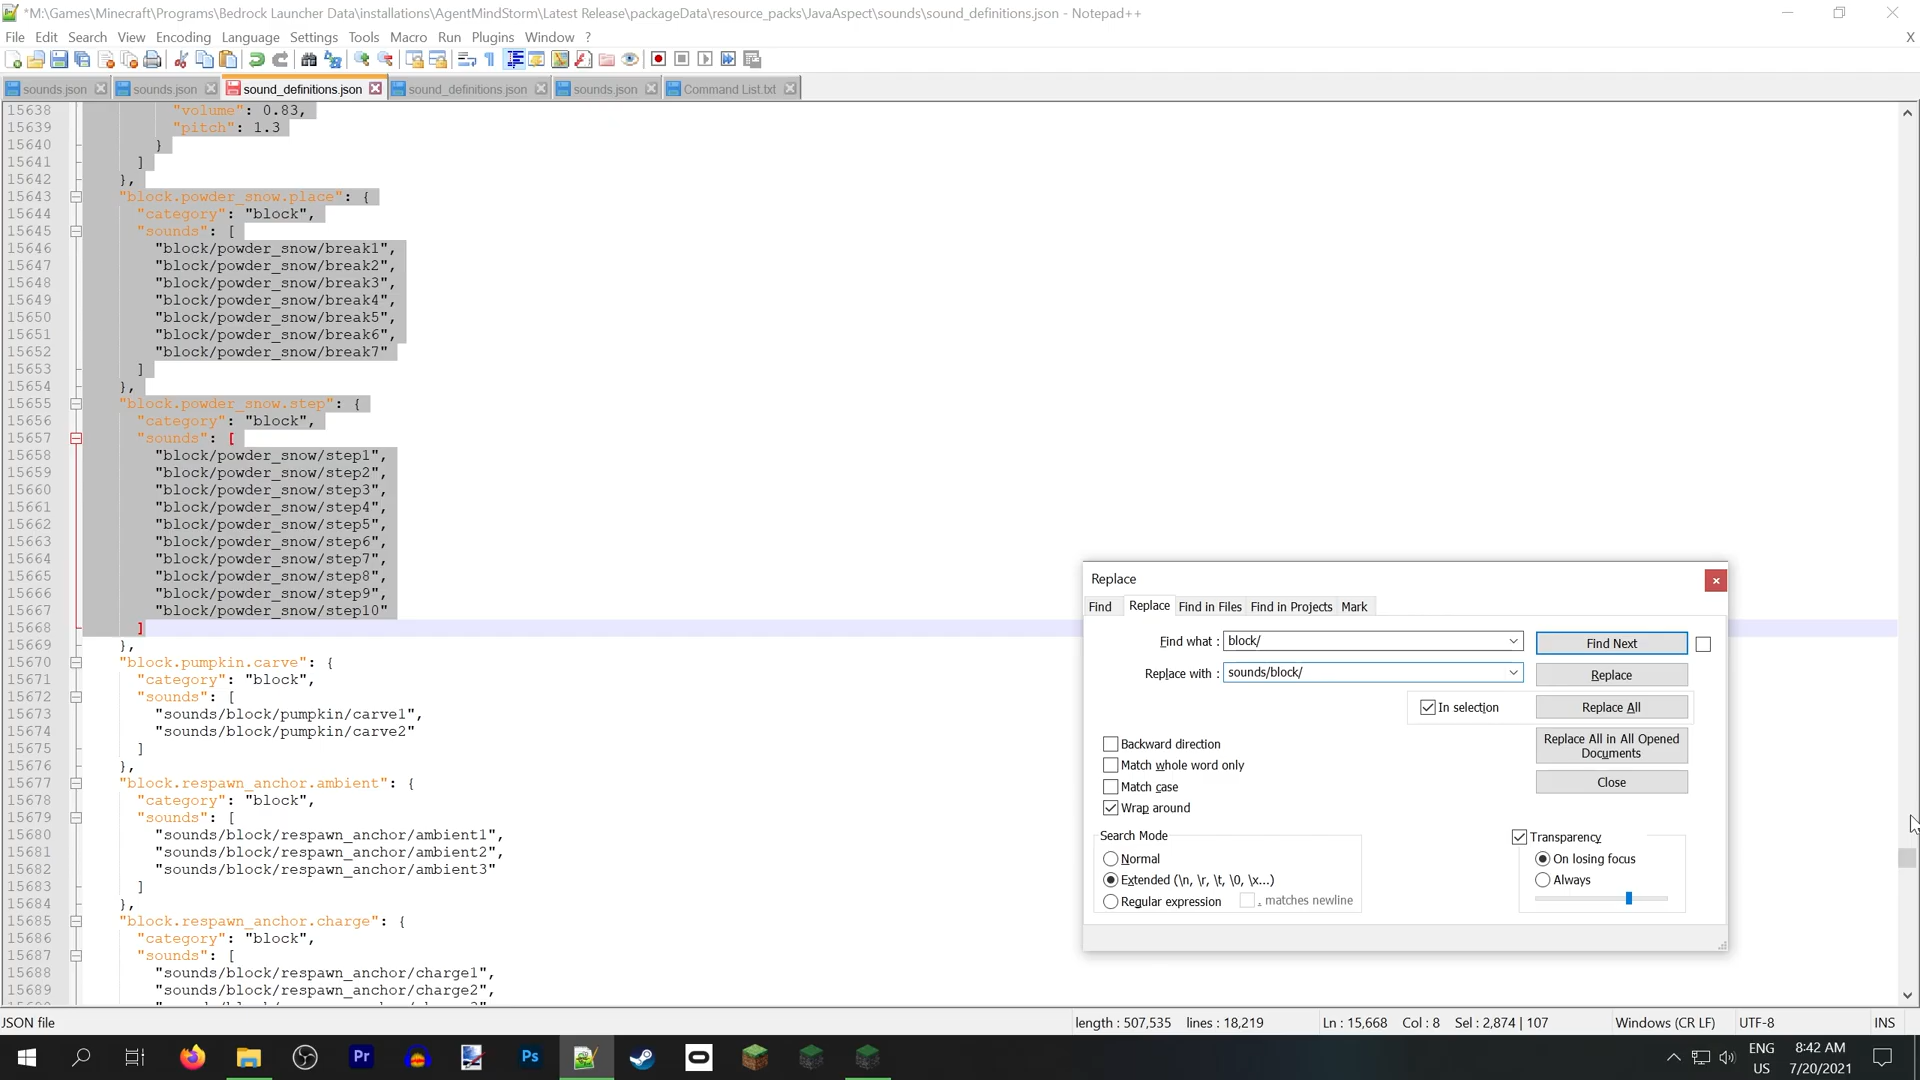 *M:\Games\Minecraft\Programs\Bedrock Launcher Data\installations\AgentMindStorm\Latest Release\packageData\resource_packs\JavaAspect\sounds\sound_definitions.json - Notepad++
File Edit Search View Encoding Language Settings Tools Macro Run Plugins Window ? X
sounds.json sounds.json sound_definitions.json sound_definitions.json sounds.json Command List.txt
15638 "volume": 0.83,
15639 "pitch": 1.3
15640 }
15641 ]
15642 },
15643 "block.powder_snow.place": {
15644 "category": "block",
15645 "sounds": [
15646 "block/powder_snow/break1",
15647 "block/powder_snow/break2",
15648 "block/powder_snow/break3",
15649 "block/powder_snow/break4",
15650 "block/powder_snow/break5",
15651 "block/powder_snow/break6",
15652 "block/powder_snow/break7"
15653 ]
15654 },
15655 "block.powder_snow.step": {
15656 "category": "block",
15657 "sounds": [
15658 "block/powder_snow/step1",
15659 "block/powder_snow/step2",
15660 "block/powder_snow/step3",
15661 "block/powder_snow/step4",
15662 "block/powder_snow/step5",
15663 "block/powder_snow/step6",
15664 "block/powder_snow/step7",
15665 "block/powder_snow/step8",
15666 "block/powder_snow/step9",
15667 "block/powder_snow/step10"
15668 ]
15669 },
15670 "block.pumpkin.carve": {
15671 "category": "block",
15672 "sounds": [
15673 "sounds/block/pumpkin/carve1",
15674 "sounds/block/pumpkin/carve2"
15675 ]
15676 },
15677 "block.respawn_anchor.ambient": {
15678 "category": "block",
15679 "sounds": [
15680 "sounds/block/respawn_anchor/ambient1",
15681 "sounds/block/respawn_anchor/ambient2",
15682 "sounds/block/respawn_anchor/ambient3"
15683 ]
15684 },
15685 "block.respawn_anchor.charge": {
15686 "category": "block",
15687 "sounds": [
15688 "sounds/block/respawn_anchor/charge1",
15689 "sounds/block/respawn_anchor/charge2",
Replace
Find Replace Find in Files Find in Projects Mark
Find what : block/ Find Next
Replace with : sounds/block/ Replace
In selection Replace All
Replace All in All Opened
Documents
Close
Backward direction
Match whole word only
Match case
Wrap around
Search Mode
Normal
Extended (\n, \r, \t, \0, \x...)
Regular expression . matches newline
Transparency
On losing focus
Always
JSON file length : 507,535 lines : 18,219 Ln : 15,668 Col : 8 Sel : 2,874 | 107 Windows (CR LF) UTF-8 INS
Pr Ps
ENG
US
8:42 AM
7/20/2021